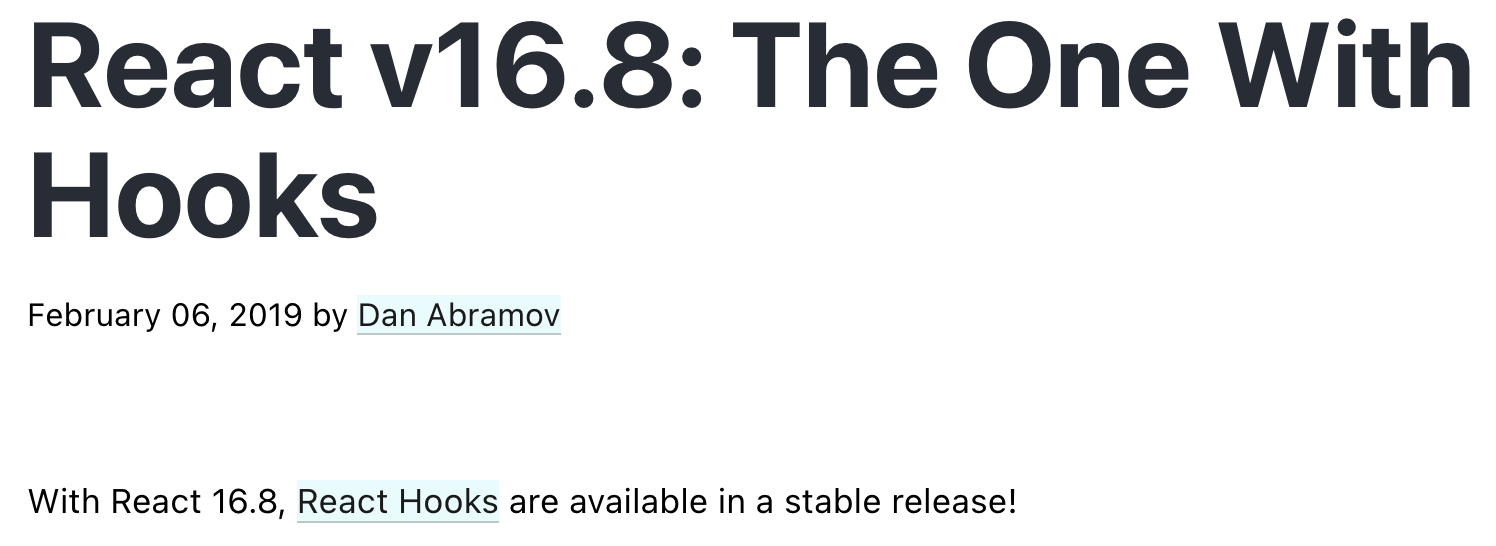 React v16.8: The One With
Hooks
February 06, 2019 by Dan Abramov
With React 16.8, React Hooks are available in a stable release!